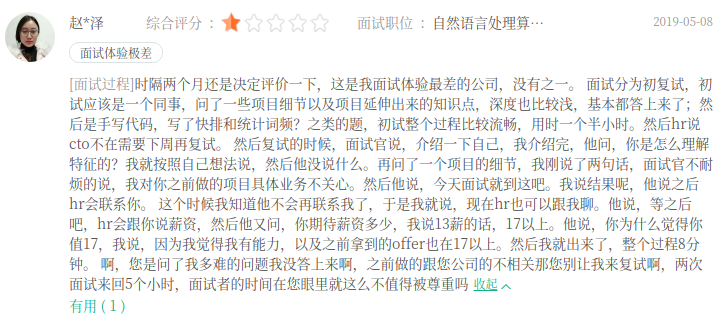 赵*泽 综合评分 : 面试职位 : 自然语言处理算… 2019-05-08
面试体验极差
[面试过程]时隔两个月还是决定评价一下，这是我面试体验最差的公司，没有之一。 面试分为初复试，初
试应该是一个同事，问了一些项目细节以及项目延伸出来的知识点，深度也比较浅，基本都答上来了；然
后是手写代码，写了快排和统计词频？之类的题，初试整个过程比较流畅，用时一个半小时。然后hr说
cto不在需要下周再复试。 然后复试的时候，面试官说，介绍一下自己，我介绍完，他问，你是怎么理解
特征的？我就按照自己想法说，然后他没说什么。再问了一个项目的细节，我刚说了两句话，面试官不耐
烦的说，我对你之前做的项目具体业务不关心。然后他说，今天面试就到这吧。我说结果呢，他说之后
hr会联系你。 这个时候我知道他不会再联系我了，于是我就说，现在hr也可以跟我聊。他说，等之后
吧，hr会跟你说薪资，然后他又问，你期待薪资多少，我说13薪的话，17以上。他说，你为什么觉得你
值17，我说，因为我觉得我有能力，以及之前拿到的offer也在17以上。然后我就出来了，整个过程8分
钟。 啊，您是问了我多难的问题我没答上来啊，之前做的跟您公司的不相关那您别让我来复试啊，两次
面试来回5个小时，面试者的时间在您眼里就这么不值得被尊重吗 收起
有用 ( 1 )